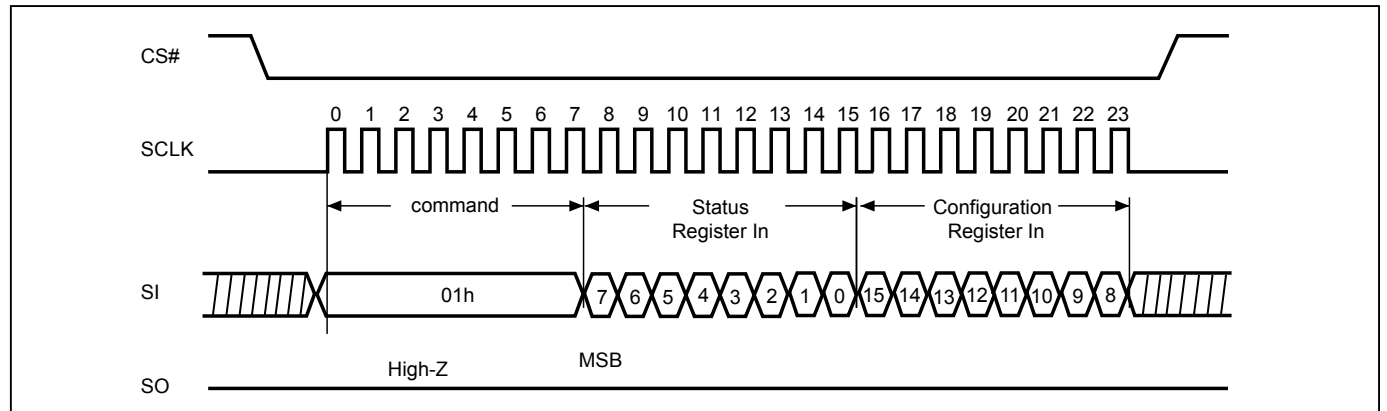 CS#
0 1 2 3 4 5 6 7 8 9 10 11 12 13 14 15 16 17 18 19 20 21 22 23
SCLK
command Status Configuration
Register In Register In
SI 01h 7 6 5 4 3 2 1 0 15 14 13 12 11 10 9 8
High-Z MSB
SO